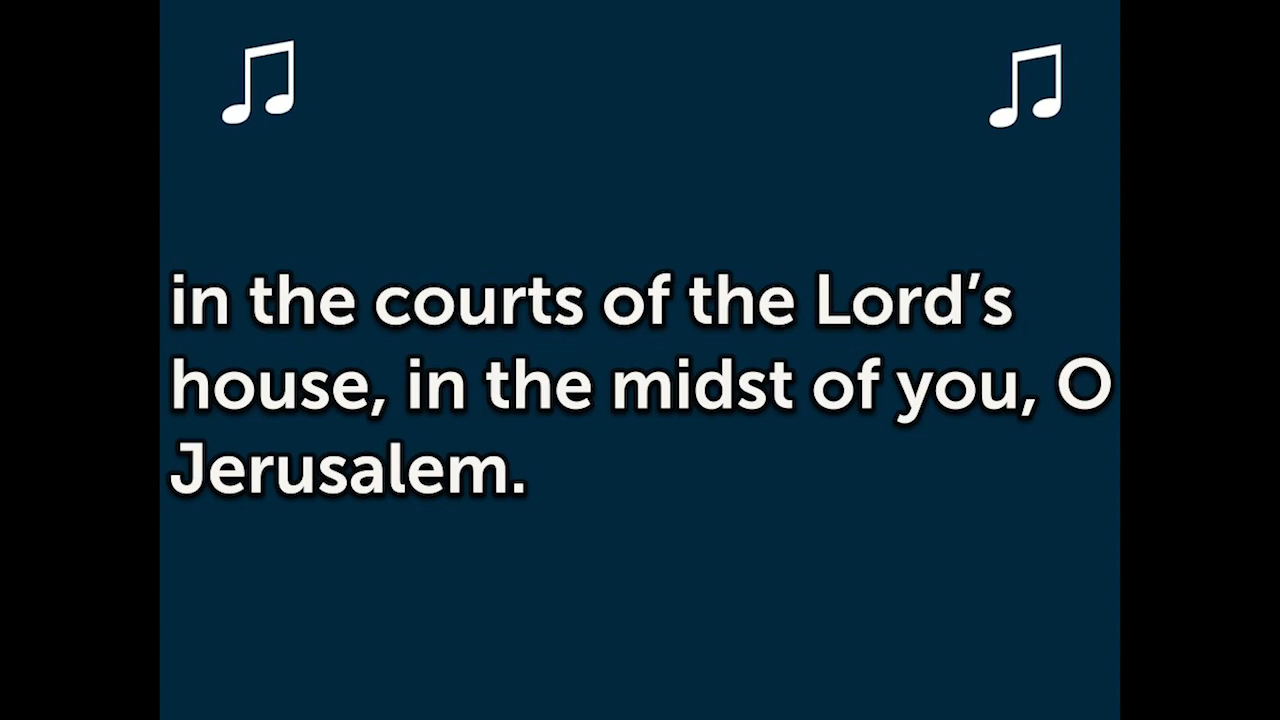 in the courts of the Lord’s
house, in the midst of you, O
Jerusalem.